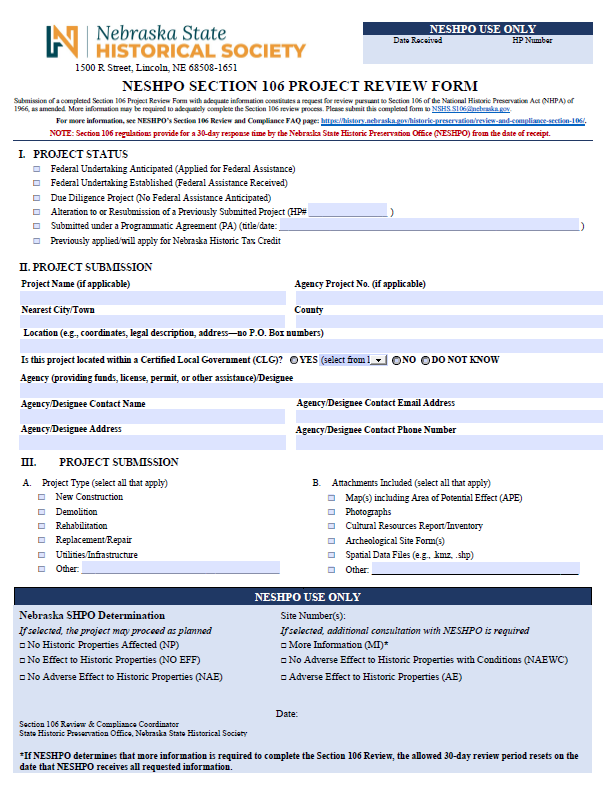 Nebraska State
HISTORICAL SOCIETY
1500 R Street, Lincoln, NE 68508-1651
NESHPO USE ONLY
Date Received HP Number
NESHPO SECTION 106 PROJECT REVIEW FORM
Submission of a completed Section 106 Project Review Form with adequate information constitutes a request for review pursuant to Section 106 of the National Historic Preservation Act (NHPA) of
1966, as amended. More information may be required to adequately complete the Section 106 review process. Please submit this completed form to NSHS.S106@nebraska.gov.
For more information, see NESHPO's Section 106 Review and Compliance FAQ page: https://history.nebraska.gov/historic-preservation/review-and-compliance-section-106/.
NOTE: Section 106 regulations provide for a 30-day response time by the Nebraska State Historic Preservation Office (NESHPO) from the date of receipt.
I. PROJECT STATUS
Federal Undertaking Anticipated (Applied for Federal Assistance)
Federal Undertaking Established (Federal Assistance Received)
Due Diligence Project (No Federal Assistance Anticipated)
Alteration to or Resubmission of a Previously Submitted Project (HP# )
Submitted under a Programmatic Agreement (PA) (title/date: )
Previously applied/will apply for Nebraska Historic Tax Credit
II. PROJECT SUBMISSION
Project Name (if applicable) Agency Project No. (if applicable)
Nearest City/Town County
Location (e.g., coordinates, legal description, address—no P.O. Box numbers)
Is this project located within a Certified Local Government (CLG)? YES (select from l NO DO NOT KNOW
Agency (providing funds, license, permit, or other assistance)/Designee
Agency/Designee Contact Name Agency/Designee Contact Email Address
Agency/Designee Address Agency/Designee Contact Phone Number
III. PROJECT SUBMISSION
A. Project Type (select all that apply)
New Construction
Demolition
Rehabilitation
Replacement/Repair
Utilities/Infrastructure
Other:
B. Attachments Included (select all that apply)
Map(s) including Area of Potential Effect (APE)
Photographs
Cultural Resources Report/Inventory
Archeological Site Form(s)
Spatial Data Files (e.g., .kmz, .shp)
Other:
NESHPO USE ONLY
Nebraska SHPO Determination
If selected, the project may proceed as planned
□ No Historic Properties Affected (NP)
□ No Effect to Historic Properties (NO EFF)
□ No Adverse Effect to Historic Properties (NAE)
Site Number(s):
If selected, additional consultation with NESHPO is required
□ More Information (MI)*
□ No Adverse Effect to Historic Properties with Conditions (NAEWC)
□ Adverse Effect to Historic Properties (AE)
Date:
Section 106 Review & Compliance Coordinator
State Historic Preservation Office, Nebraska State Historical Society
*If NESHPO determines that more information is required to complete the Section 106 Review, the allowed 30-day review period resets on the
date that NESHPO receives all requested information.